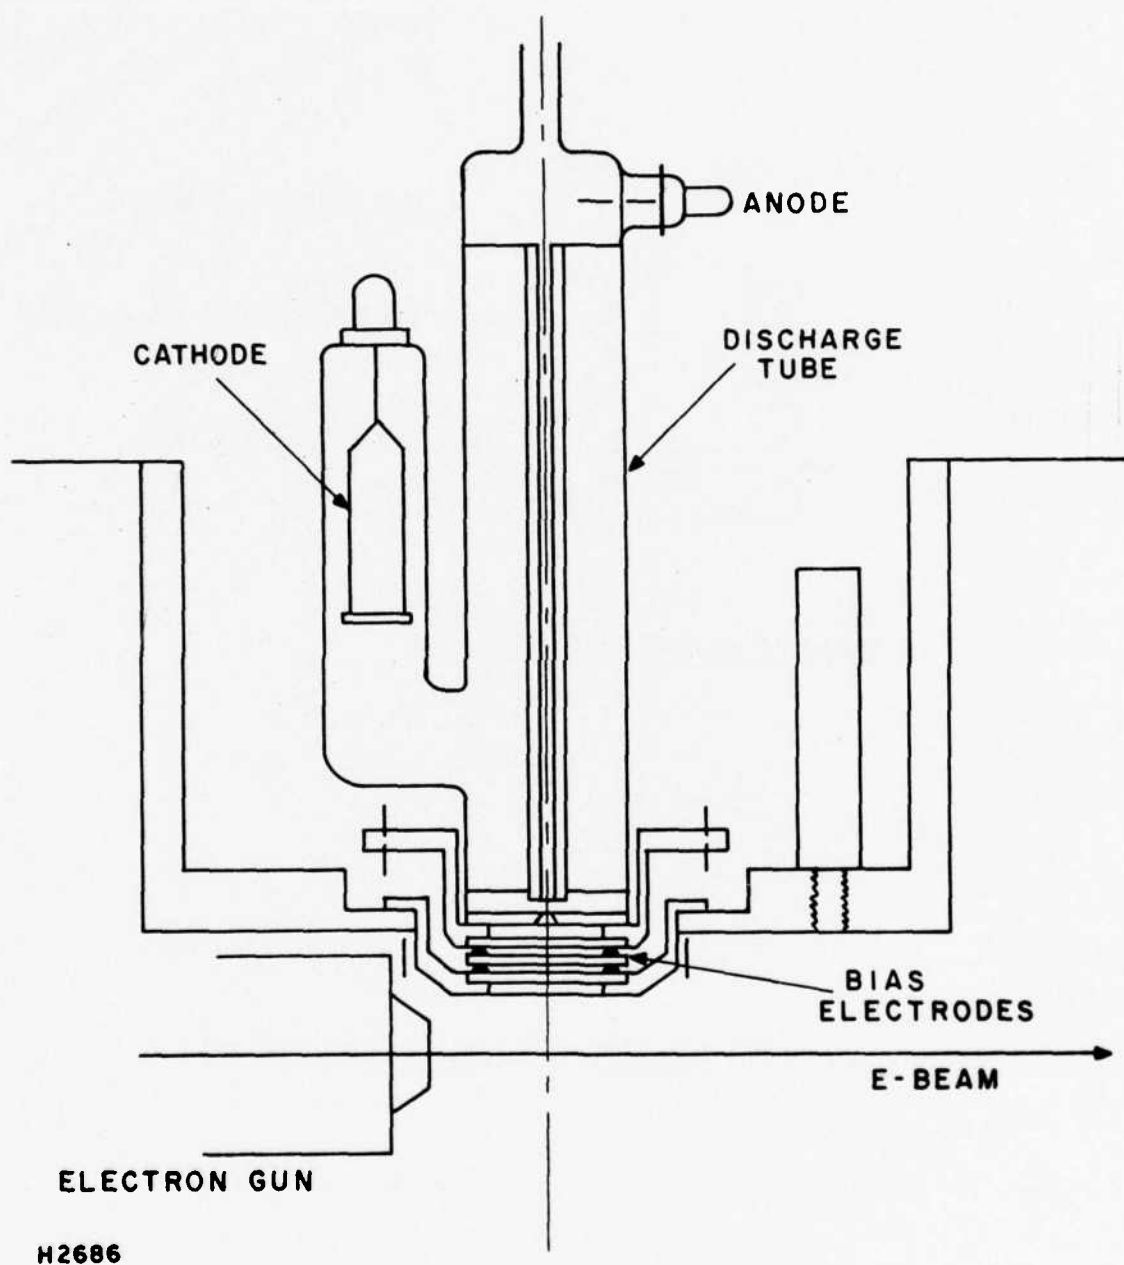 ANODE
DISCHARGE
TUBE
CATHODE
BIAS
ELECTRODES
E-BEAM
ELECTRON GUN
H2686